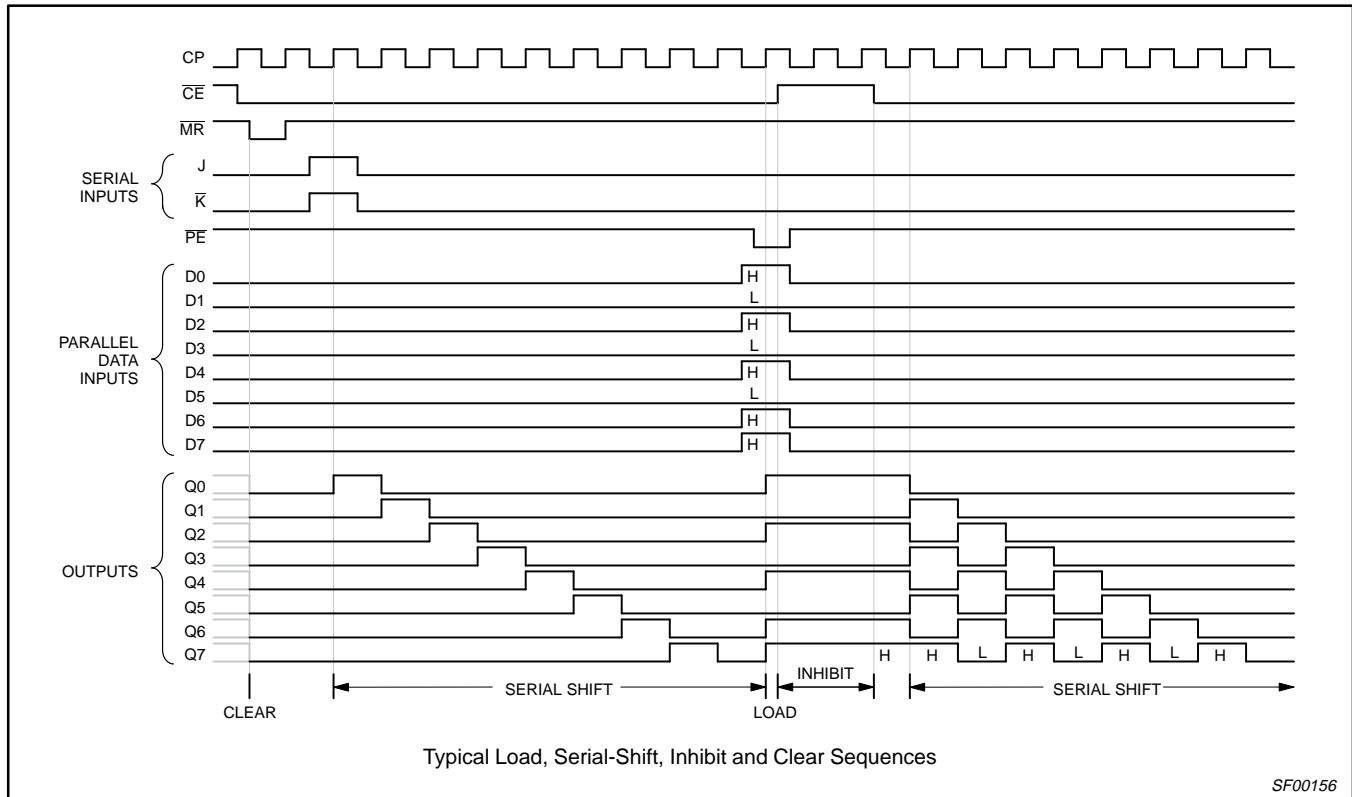 CP
CE
MR
SERIAL
INPUTS
J
K
PE
PARALLEL
DATA
INPUTS
D0 H
D1 L
D2 H
D3 L
D4 H
D5 L
D6 H
D7 H
OUTPUTS
Q0
Q1
Q2
Q3
Q4
Q5
Q6
Q7 H H L H L H L H
CLEAR
SERIAL SHIFT
LOAD
INHIBIT
SERIAL SHIFT
Typical Load, Serial-Shift, Inhibit and Clear Sequences
SF00156